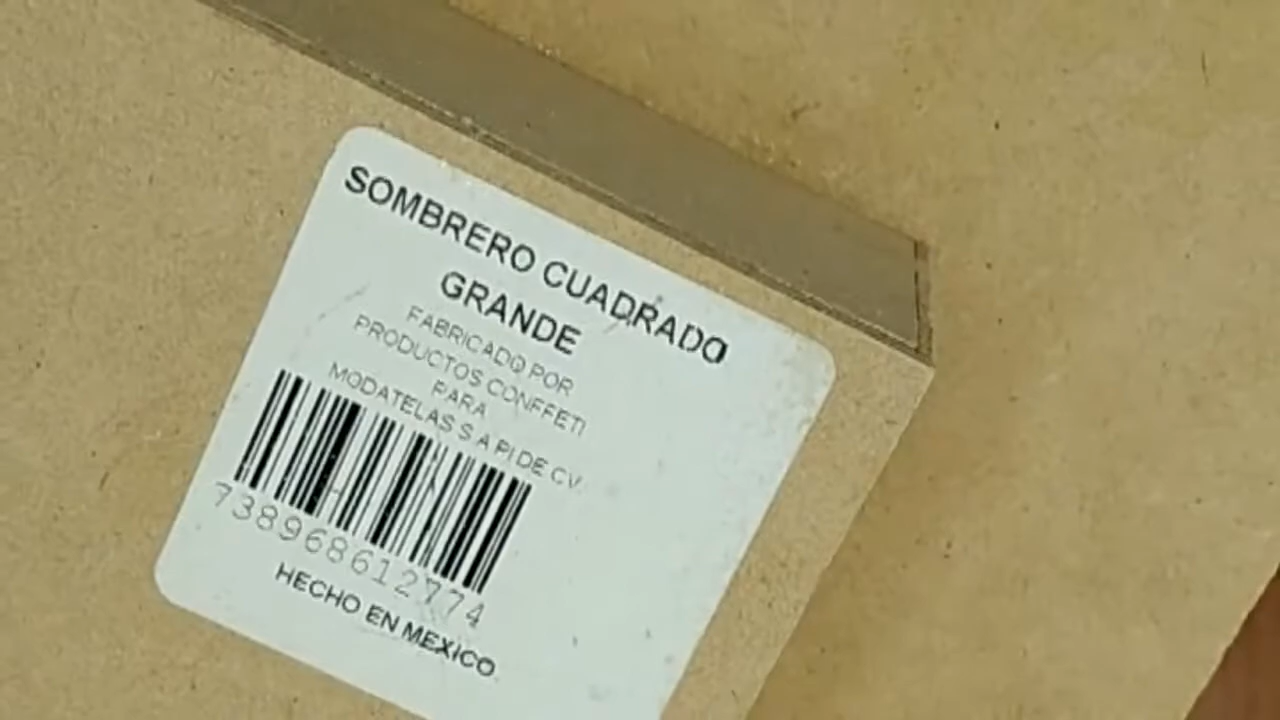 SOMBRERO CUADRADO
GRANDE
FABRICADO POR
PRODUCTOS CONFFETI
PARA
MODATELAS S A PI DE CV.
738968612774
HECHO EN MEXICO